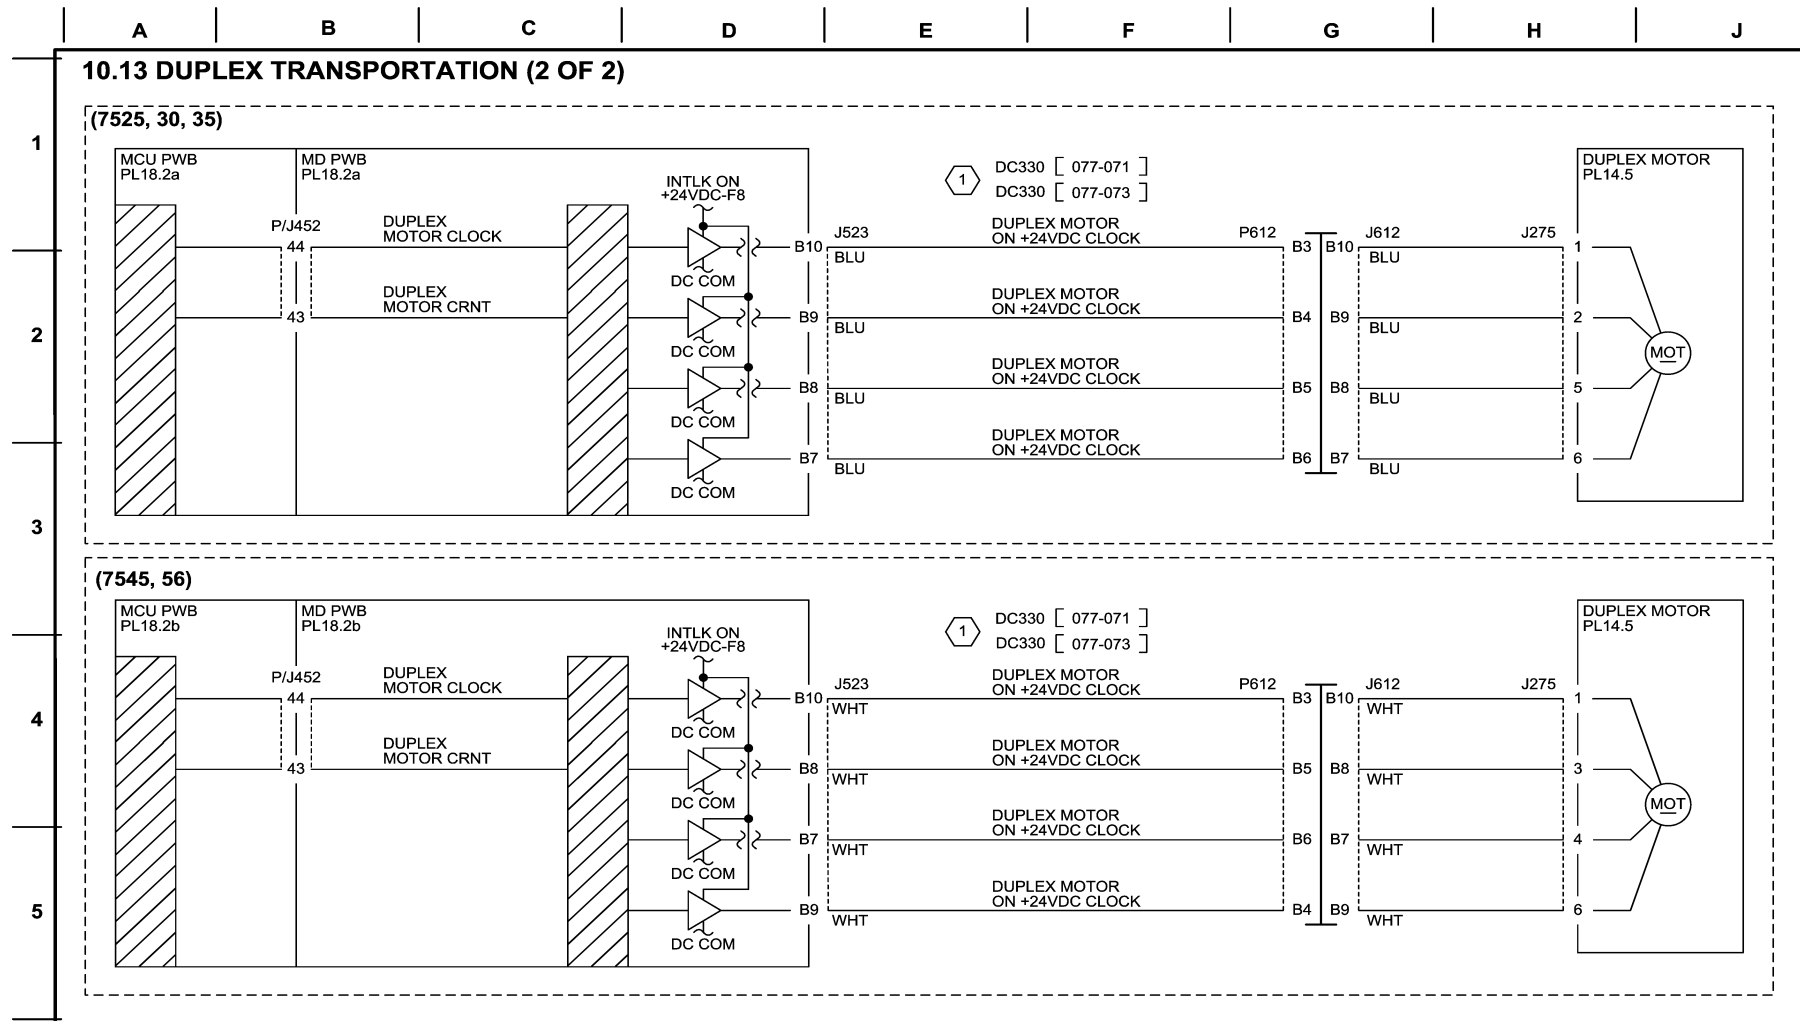 A B C D E F G H J
10.13 DUPLEX TRANSPORTATION (2 OF 2)
1
2
3
4
5
(7525, 30, 35)
MCU PWB
PL18.2a
MD PWB
PL18.2a
P/J452
44
43
DUPLEX
MOTOR CLOCK
DUPLEX
MOTOR CRNT
INTLK ON
+24VDC-F8
DC COM
DC COM
DC COM
DC COM
B10
B9
B8
B7
J523
BLU
BLU
BLU
BLU
1
DC330 [ 077-071 ]
DC330 [ 077-073 ]
DUPLEX MOTOR
ON +24VDC CLOCK
DUPLEX MOTOR
ON +24VDC CLOCK
DUPLEX MOTOR
ON +24VDC CLOCK
DUPLEX MOTOR
ON +24VDC CLOCK
P612
B3 B10
B4 B9
B5 B8
B6 B7
J612
BLU
BLU
BLU
BLU
J275
1
2
5
6
DUPLEX MOTOR
PL14.5
MOT
(7545, 56)
MCU PWB
PL18.2b
MD PWB
PL18.2b
P/J452
44
43
DUPLEX
MOTOR CLOCK
DUPLEX
MOTOR CRNT
INTLK ON
+24VDC-F8
DC COM
DC COM
DC COM
DC COM
B10
B8
B7
B9
J523
WHT
WHT
WHT
WHT
1
DC330 [ 077-071 ]
DC330 [ 077-073 ]
DUPLEX MOTOR
ON +24VDC CLOCK
DUPLEX MOTOR
ON +24VDC CLOCK
DUPLEX MOTOR
ON +24VDC CLOCK
DUPLEX MOTOR
ON +24VDC CLOCK
P612
B3 B10
B5 B8
B6 B7
B4 B9
J612
WHT
WHT
WHT
WHT
J275
1
3
4
6
DUPLEX MOTOR
PL14.5
MOT